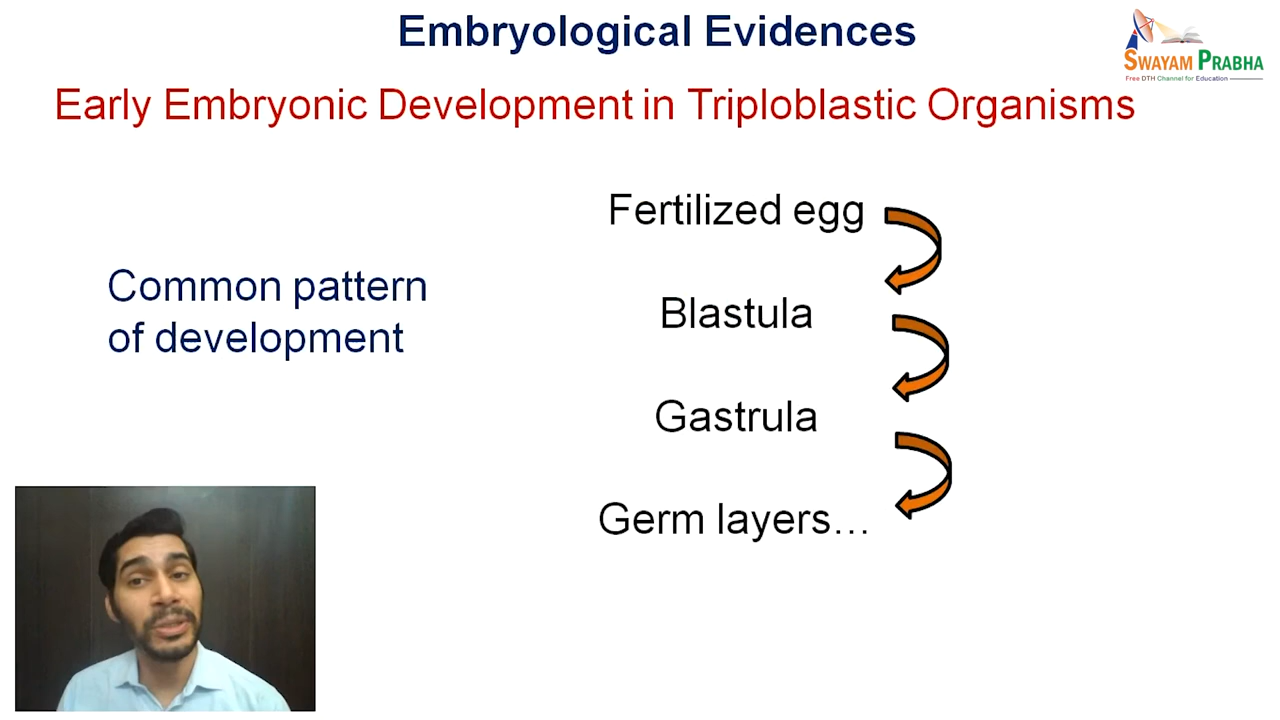 Embryological Evidences
SWAYAM PRABHA
Free DTH Channel for Education
Early Embryonic Development in Triploblastic Organisms
Common pattern
of development
Fertilized egg
Blastula
Gastrula
Germ layers...